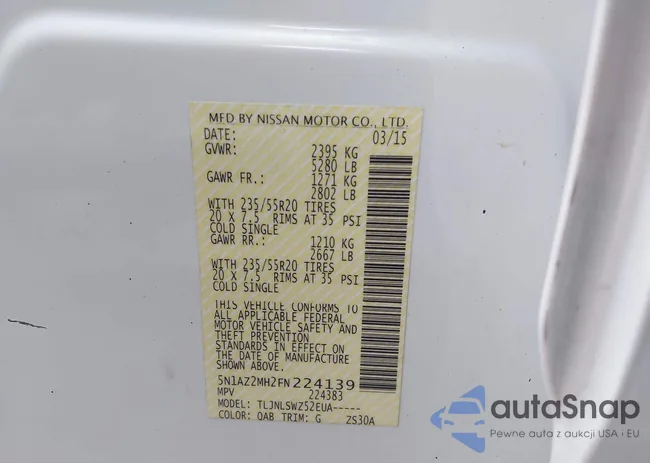 MFD BY NISSAN MOTOR CO., LTD.
DATE: 03/15
GVWR: 2395 KG
5280 LB
GAWR FR.: 1271 KG
2802 LB
WITH 235/55R20 TIRES
20 X 7.5 RIMS AT 35 PSI
COLD SINGLE
GAWR RR.: 1210 KG
2667 LB
WITH 235/55R20 TIRES
20 X 7.5 RIMS AT 35 PSI
COLD SINGLE
THIS VEHICLE CONFORMS TO
ALL APPLICABLE FEDERAL
MOTOR VEHICLE SAFETY AND
THEFT PREVENTION
STANDARDS IN EFFECT ON
THE DATE OF MANUFACTURE
SHOWN ABOVE.
5N1AZ2MH2FN224139
MPV 224383
MODEL: TLJNLSWZ52EUA-----
COLOR: QAB TRIM: G ZS30A
autaSnap
Pewne auta z aukcji USA i EU